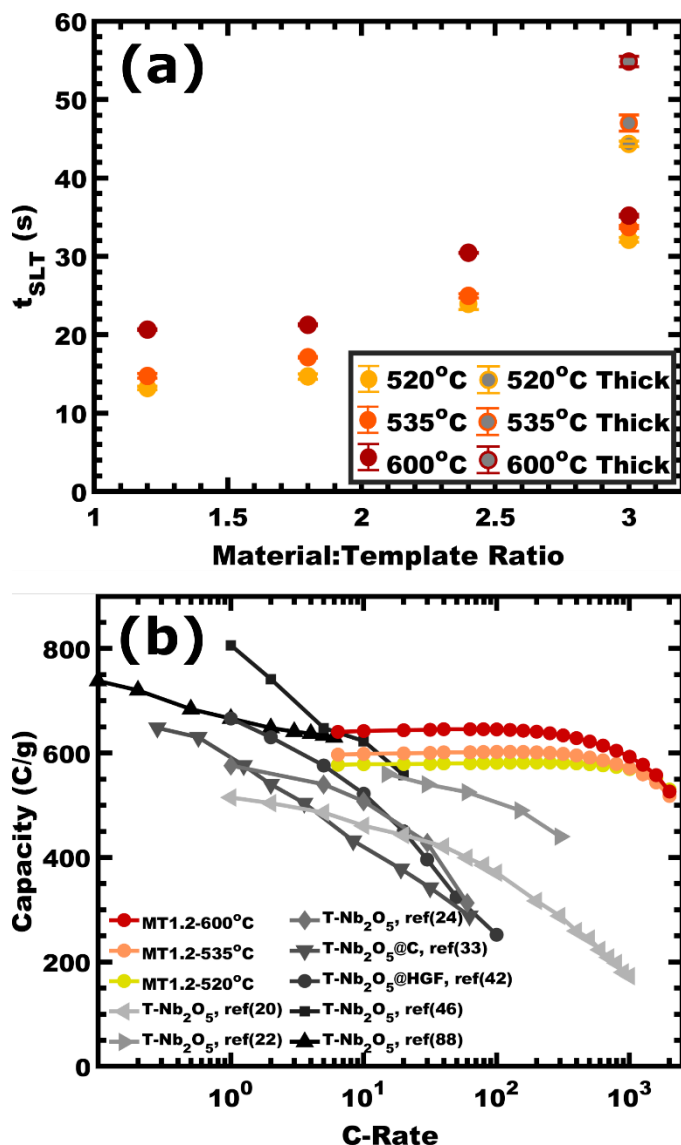 (a)
60
50
40
30
20
10
0
t_SLT (s)
520°C 520°C Thick
535°C 535°C Thick
600°C 600°C Thick
1 1.5 2 2.5 3
Material:Template Ratio
(b)
800
600
400
200
0
Capacity (C/g)
MT1.2-600°C
MT1.2-535°C
MT1.2-520°C
T-Nb₂O₅, ref(20)
T-Nb₂O₅, ref(22)
T-Nb₂O₅, ref(24)
T-Nb₂O₅@C, ref(33)
T-Nb₂O₅@HGF, ref(42)
T-Nb₂O₅, ref(46)
T-Nb₂O₅, ref(88)
10⁰ 10¹ 10² 10³
C-Rate